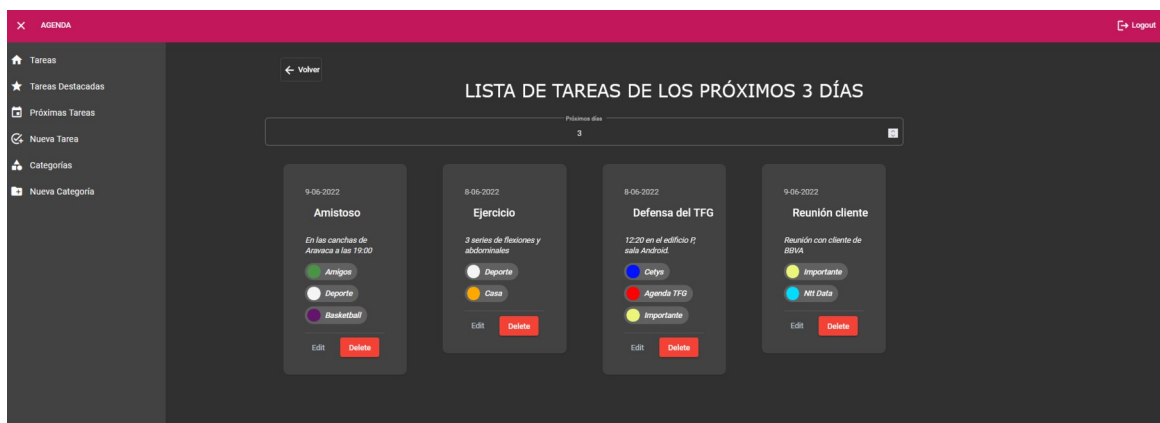 AGENDA
Logout
Tareas
Tareas Destacadas
Próximas Tareas
Nueva Tarea
Categorías
Nueva Categoría
Volver
LISTA DE TAREAS DE LOS PRÓXIMOS 3 DÍAS
Próximos días
3
9-06-2022
Amistoso
En las canchas de
Aravaca a las 19:00
Amigos
Deporte
Basketball
Edit
Delete
8-06-2022
Ejercicio
3 series de flexiones y
abdominales
Deporte
Casa
Edit
Delete
8-06-2022
Defensa del TFG
12:20 en el edificio P,
sala Android.
Cetys
Agenda TFG
Importante
Edit
Delete
9-06-2022
Reunión cliente
Reunión con cliente de
BBVA
Importante
Ntt Data
Edit
Delete